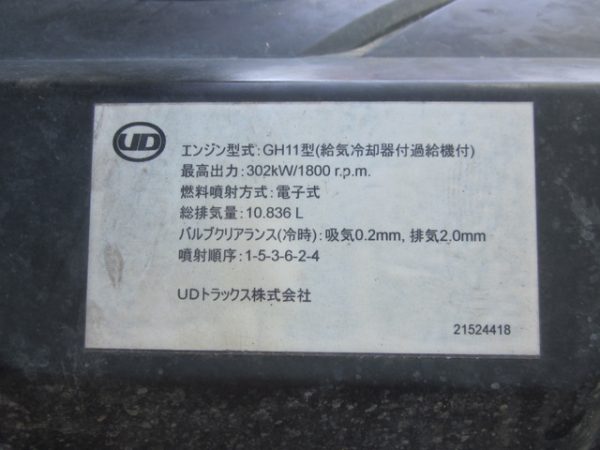 UD
エンジン型式:GH11型(給気冷却器付過給機付)
最高出力:302kW/1800 r.p.m.
燃料噴射方式:電子式
総排気量:10.836 L
バルブクリアランス(冷時):吸気0.2mm, 排気2.0mm
噴射順序:1-5-3-6-2-4
UDトラックス株式会社
21524418